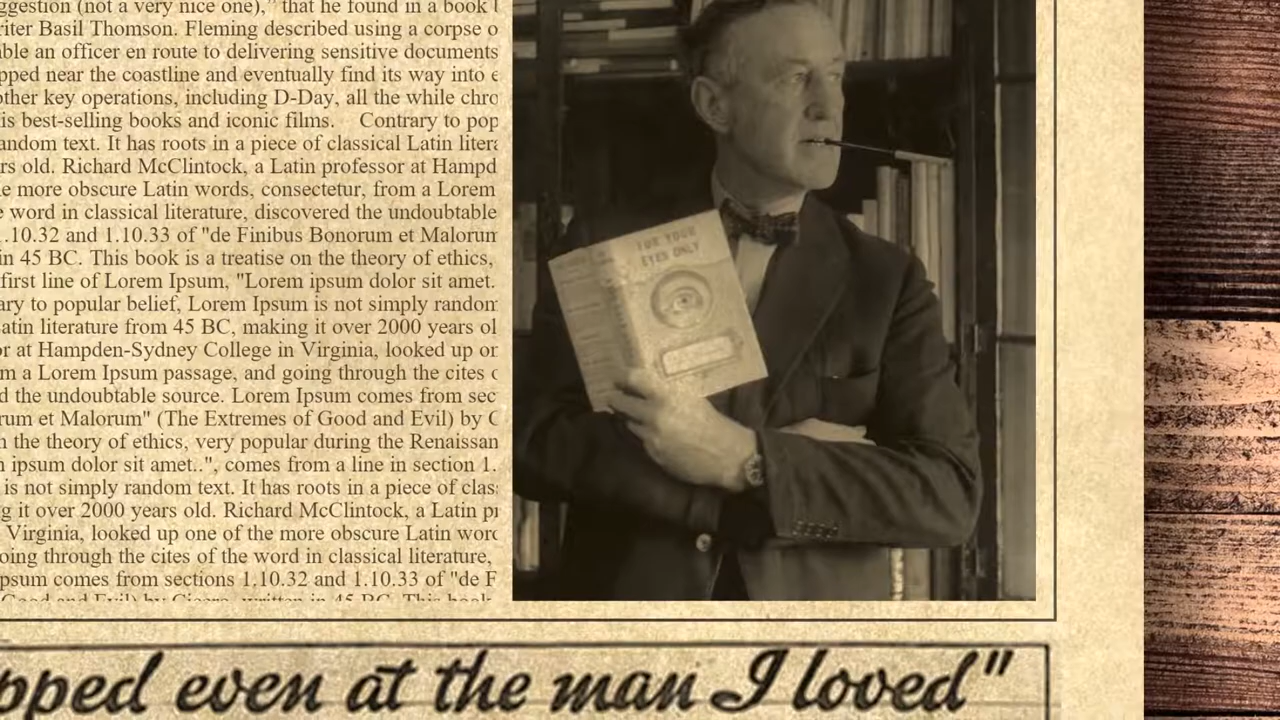 ggestion (not a very nice one)," that he found in a book
riter Basil Thomson. Fleming described using a corpse o
ble an officer en route to delivering sensitive documents
pped near the coastline and eventually find its way into e
other key operations, including D-Day, all the while chro
is best-selling books and iconic films. Contrary to pop
andom text. It has roots in a piece of classical Latin litera
rs old. Richard McClintock, a Latin professor at Hampd
e more obscure Latin words, consectetur, from a Lorem
e word in classical literature, discovered the undoubtable
.10.32 and 1.10.33 of "de Finibus Bonorum et Malorum
in 45 BC. This book is a treatise on the theory of ethics,
first line of Lorem Ipsum, "Lorem ipsum dolor sit amet.
ary to popular belief, Lorem Ipsum is not simply random
atin literature from 45 BC, making it over 2000 years ol
or at Hampden-Sydney College in Virginia, looked up or
m a Lorem Ipsum passage, and going through the cites o
d the undoubtable source. Lorem Ipsum comes from sec
rum et Malorum" (The Extremes of Good and Evil) by C
n the theory of ethics, very popular during the Renaissan
n ipsum dolor sit amet..", comes from a line in section 1.
is not simply random text. It has roots in a piece of clas
g it over 2000 years old. Richard McClintock, a Latin pr
Virginia, looked up one of the more obscure Latin word
oing through the cites of the word in classical literature,
psum comes from sections 1.10.32 and 1.10.33 of "de F
Good and Evil) by Cicero, written in 45 BC. This book
FOR YOUR
EYES ONLY
pped even at the man I loved"